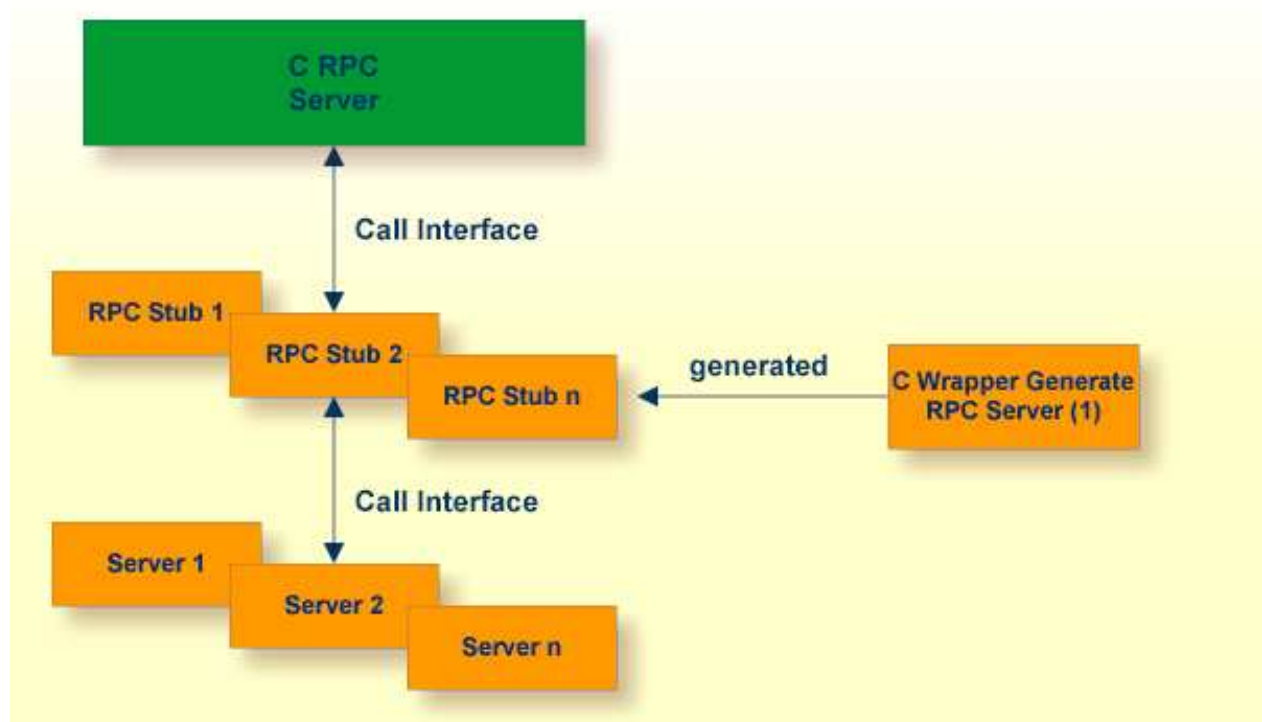 C RPC
Server
Call Interface
RPC Stub 1
RPC Stub 2
RPC Stub n
generated
C Wrapper Generate
RPC Server (1)
Call Interface
Server 1
Server 2
Server n